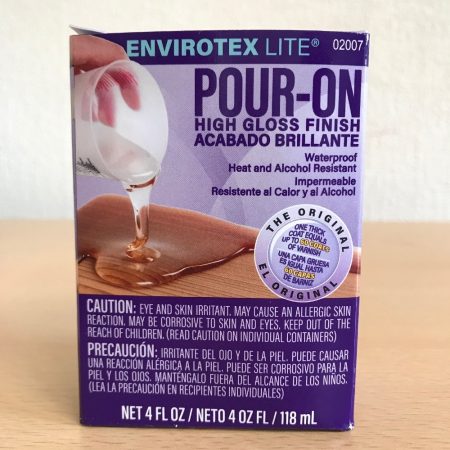 ENVIROTEX LITE® 02007
POUR-ON
HIGH GLOSS FINISH
ACABADO BRILLANTE
Waterproof
Heat and Alcohol Resistant
Impermeable
Resistente al Calor y al Alcohol
THE ORIGINAL
ONE THICK
COAT EQUALS
UP TO 60 COATS
OF VARNISH
UNA CAPA GRUESA
ES IGUAL HASTA
60 CAPAS
DE BARNIZ
EL ORIGINAL
CAUTION: EYE AND SKIN IRRITANT. MAY CAUSE AN ALLERGIC SKIN
REACTION. MAY BE CORROSIVE TO SKIN AND EYES. KEEP OUT OF THE
REACH OF CHILDREN. (READ CAUTION ON INDIVIDUAL CONTAINERS)
PRECAUCIÓN: IRRITANTE DEL OJO Y DE LA PIEL. PUEDE CAUSAR
UNA REACCIÓN ALÉRGICA A LA PIEL. PUEDE SER CORROSIVO PARA LA
PIEL Y LOS OJOS. MANTÉNGALO FUERA DEL ALCANCE DE LOS NIÑOS.
(LEA LA PRECAUCIÓN EN RECIPIENTES INDIVIDUALES)
NET 4 FL OZ / NETO 4 OZ FL / 118 mL